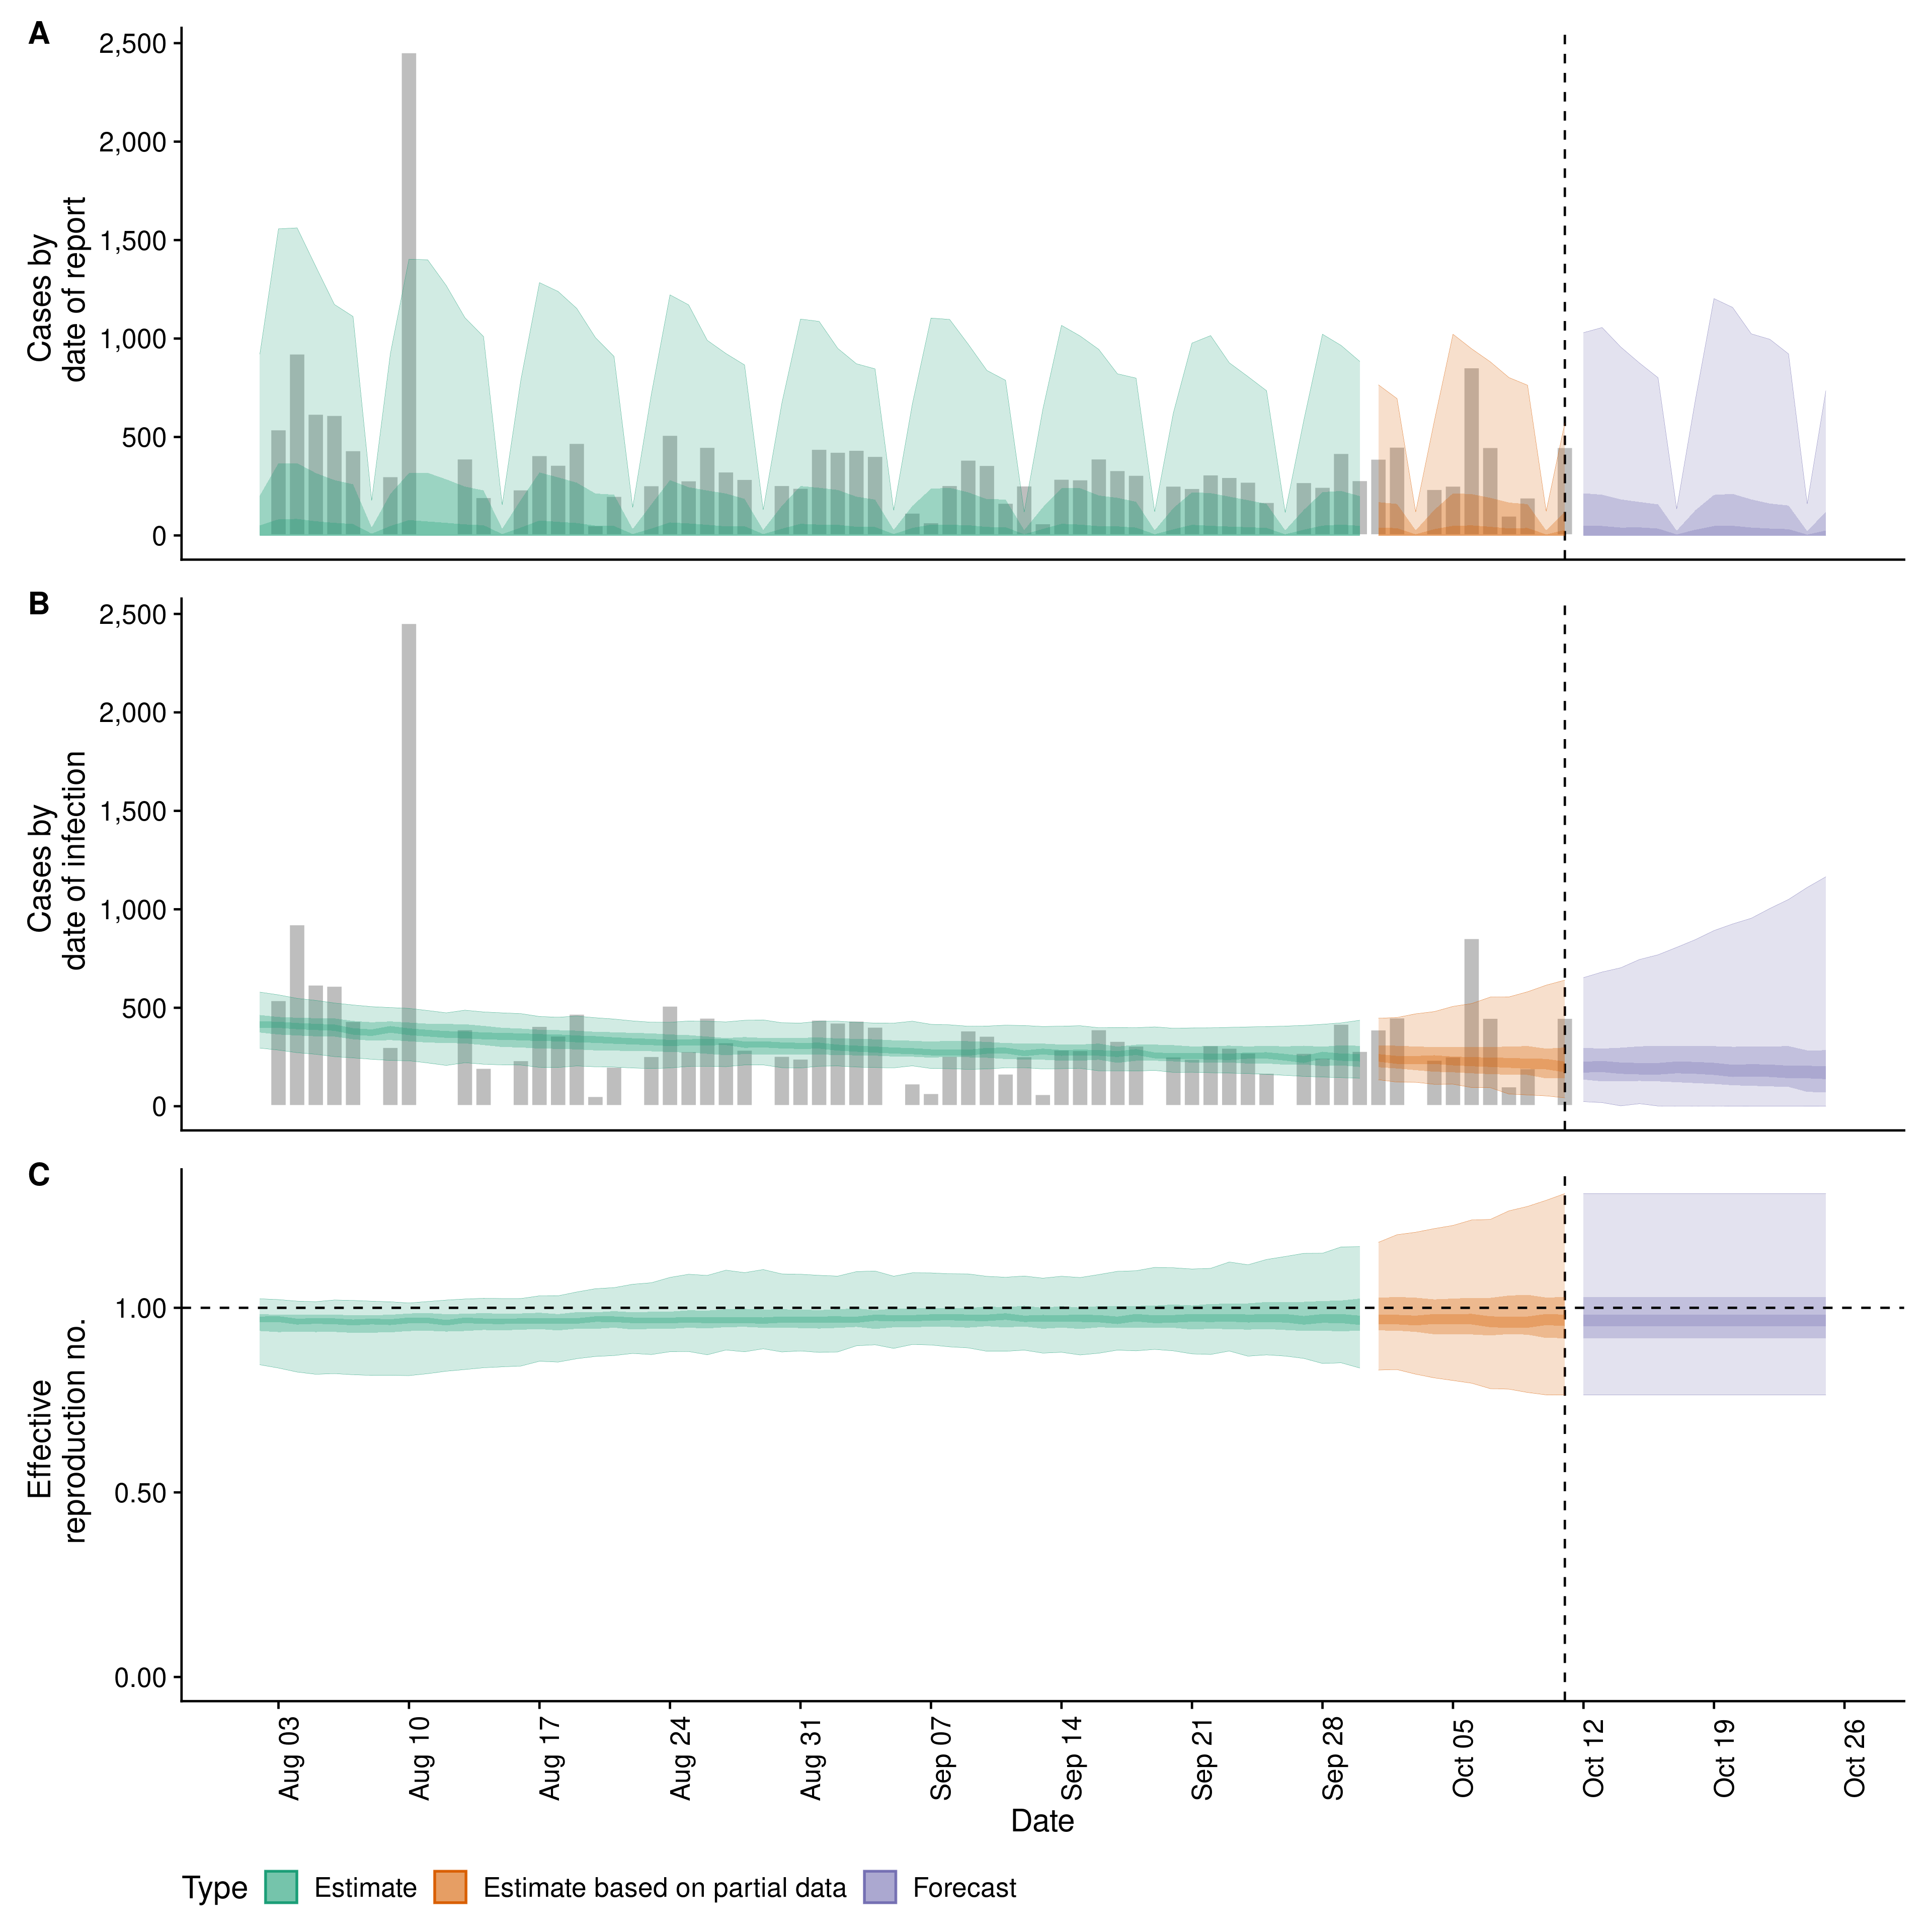 A
Cases by
date of report
2,500
2,000
1,500
1,000
500
0
B
Cases by
date of infection
2,500
2,000
1,500
1,000
500
0
C
Effective
reproduction no.
1.00
0.50
0.00
Aug 03
Aug 10
Aug 17
Aug 24
Aug 31
Sep 07
Sep 14
Sep 21
Sep 28
Oct 05
Oct 12
Oct 19
Oct 26
Date
Type Estimate Estimate based on partial data Forecast